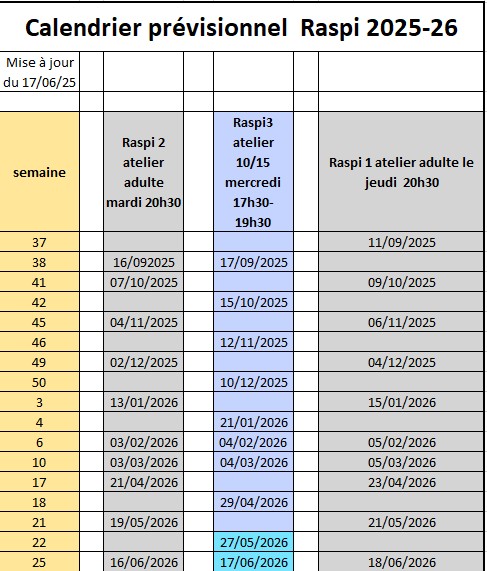 Calendrier prévisionnel  Raspi 2025-26
Mise à jour
du 17/06/25
semaine
Raspi 2
atelier
adulte
mardi 20h30
Raspi3
atelier
10/15
mercredi
17h30-
19h30
Raspi 1 atelier adulte le
jeudi  20h30
37 11/09/2025
38 16/092025 17/09/2025
41 07/10/2025 09/10/2025
42 15/10/2025
45 04/11/2025 06/11/2025
46 12/11/2025
49 02/12/2025 04/12/2025
50 10/12/2025
3 13/01/2026 15/01/2026
4 21/01/2026
6 03/02/2026 04/02/2026 05/02/2026
10 03/03/2026 04/03/2026 05/03/2026
17 21/04/2026 23/04/2026
18 29/04/2026
21 19/05/2026 21/05/2026
22 27/05/2026
25 16/06/2026 17/06/2026 18/06/2026